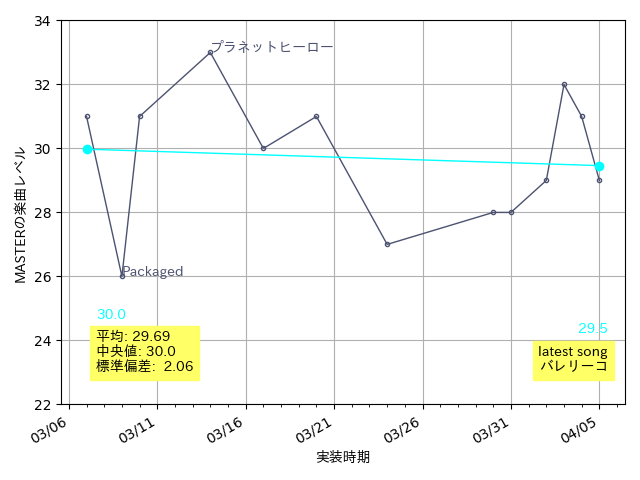 34
32
30
28
26
24
22
MASTERの楽曲レベル
プラネットヒーロー
Packaged
30.0
平均: 29.69
中央値: 30.0
標準偏差: 2.06
29.5
latest song
バレリーコ
03/06
03/11
03/16
03/21
03/26
03/31
04/05
実装時期